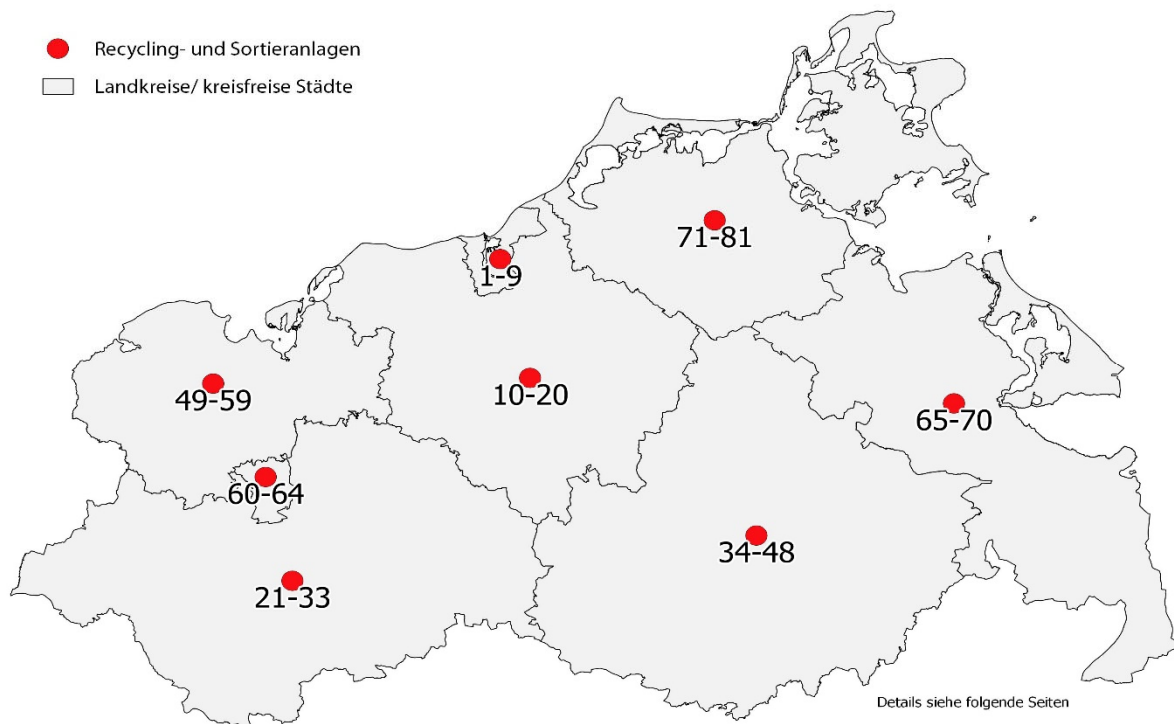 Recycling- und Sortieranlagen
Landkreise/ kreisfreise Städte
71-81
1-9
49-59
10-20
65-70
60-64
34-48
21-33
Details siehe folgende Seiten